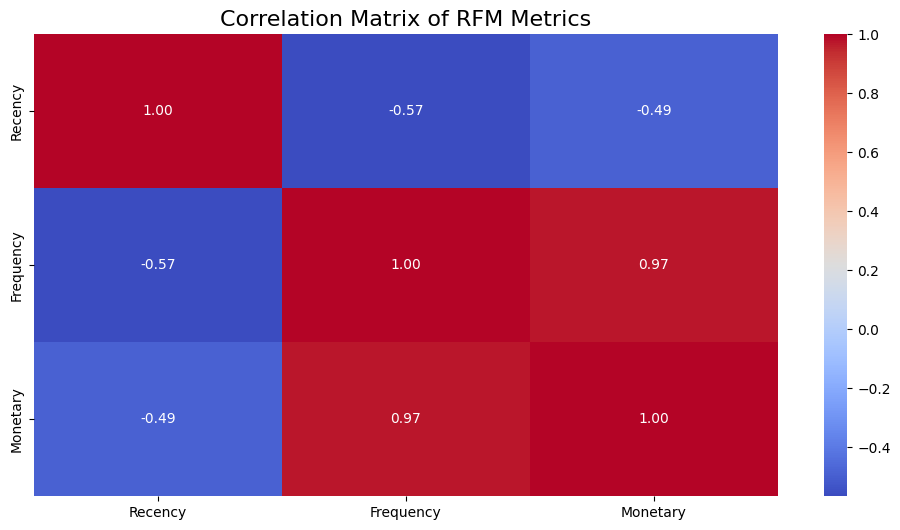 Correlation Matrix of RFM Metrics
Recency
1.00
-0.57
-0.49
Frequency
-0.57
1.00
0.97
Monetary
-0.49
0.97
1.00
Recency
Frequency
Monetary
1.0
0.8
0.6
0.4
0.2
0.0
−0.2
−0.4